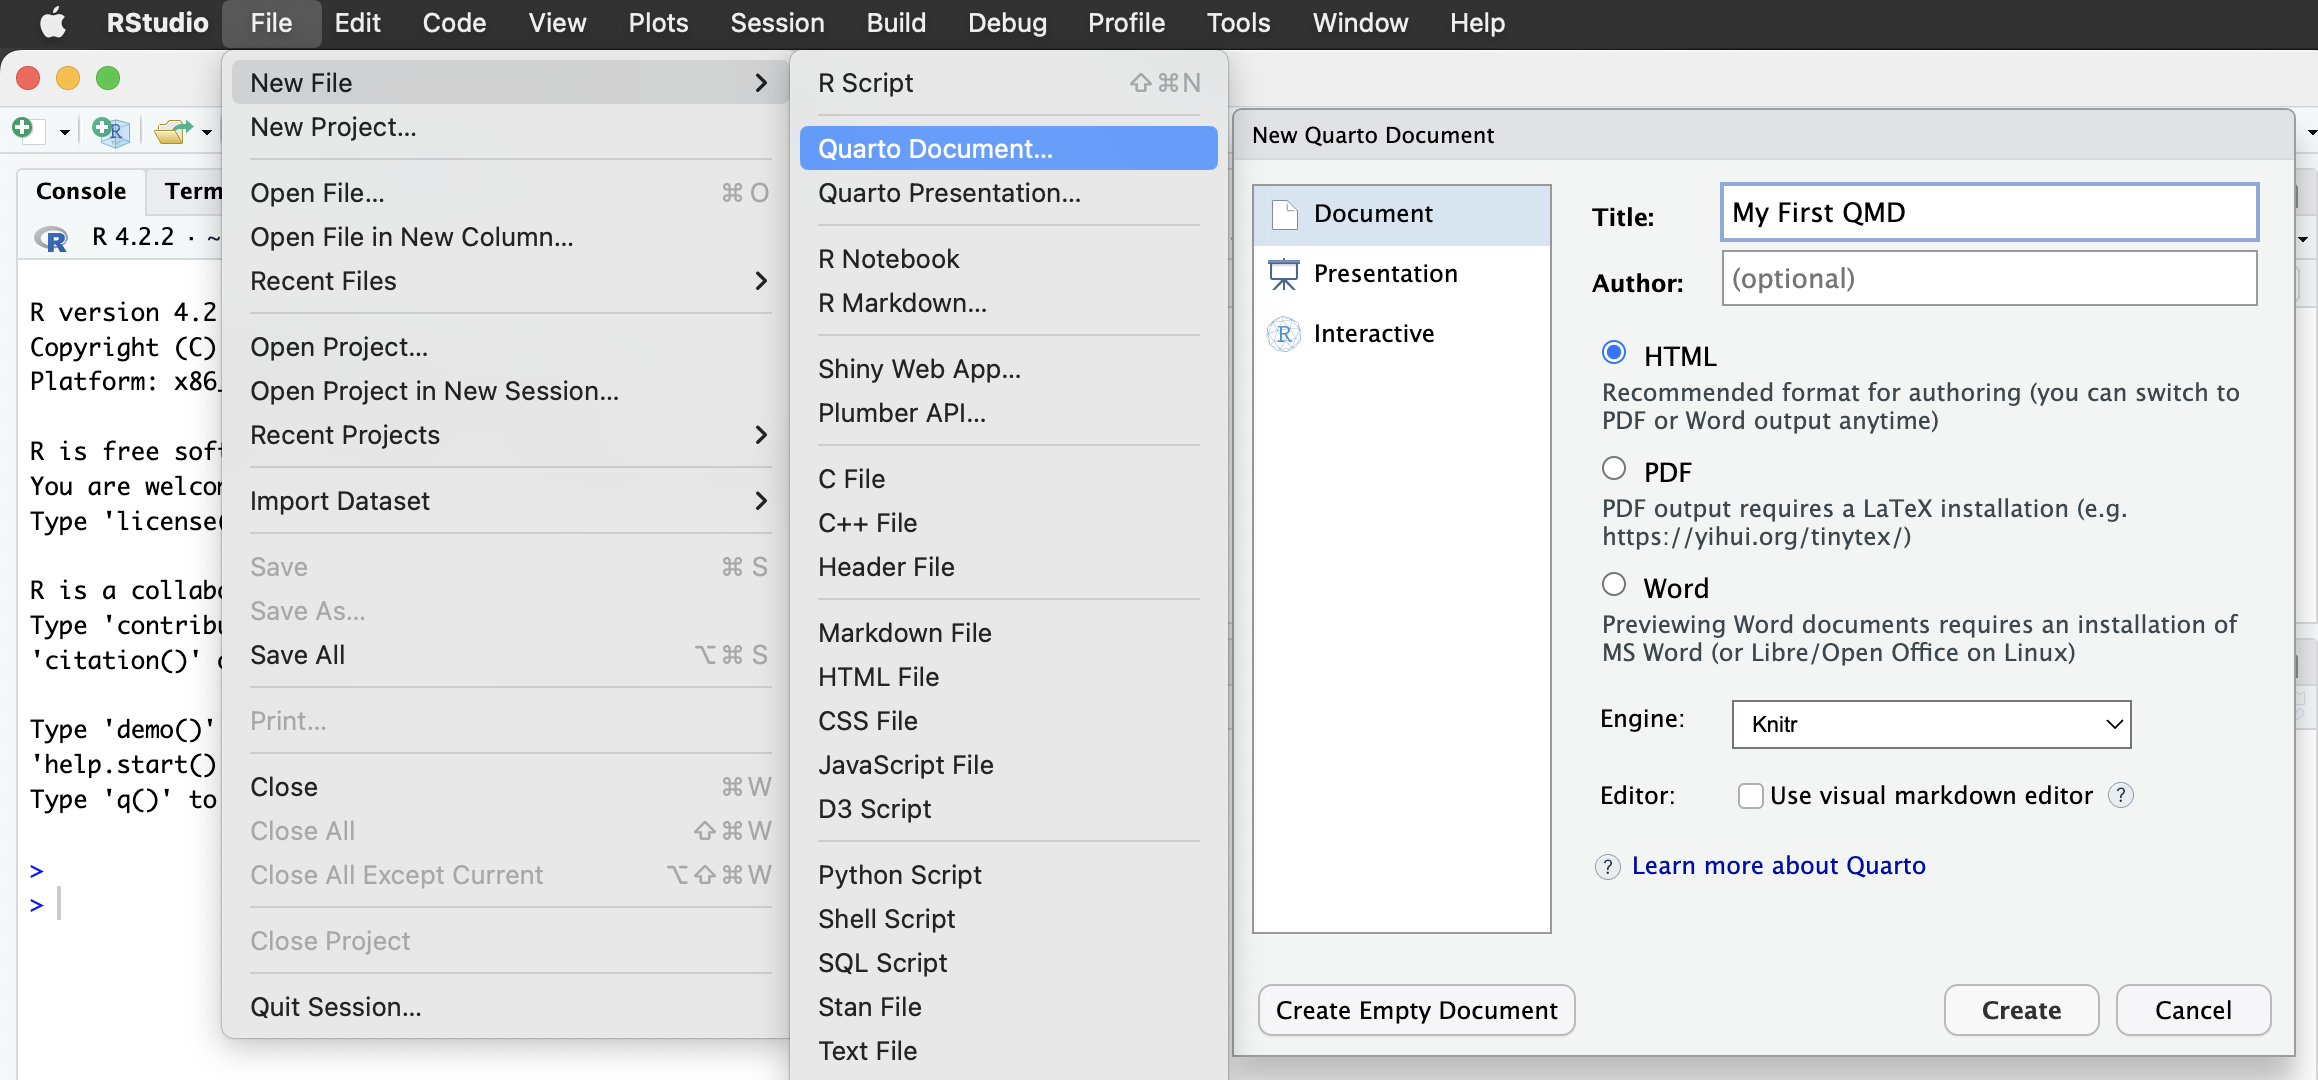 RStudio File Edit Code View Plots Session Build Debug Profile Tools Window Help
Console
R 4.2.2 · ~
R version 4.2
Copyright (C)
Platform:
R is free
You are
Type
R is a
Type
'citation()'
Type 'demo()'
'help.start()
Type 'q()' to
>
>
New File
New Project...
Open File... ⌘ O
Open File in New Column...
Recent Files
Open Project...
Open Project in New Session...
Recent Projects
Import Dataset
Save ⌘ S
Save As...
Save All ⌥⌘ S
Print...
Close ⌘W
Close All ⇧⌘W
Close All Except Current ⌥⇧⌘W
Close Project
Quit Session...
R Script ⇧⌘N
Quarto Document...
Quarto Presentation...
R Notebook
R Markdown...
Shiny Web App...
Plumber API...
C File
C++ File
Header File
Markdown File
HTML File
CSS File
JavaScript File
D3 Script
Python Script
Shell Script
SQL Script
Stan File
Text File
New Quarto Document
Document
Presentation
R Interactive
Title: My First QMD
Author: (optional)
HTML
Recommended format for authoring (you can switch to
PDF or Word output anytime)
PDF
PDF output requires a LaTeX installation (e.g.
https://yihui.org/tinytex/)
Word
Previewing Word documents requires an installation of
MS Word (or Libre/Open Office on Linux)
Engine: Knitr
Editor: Use visual markdown editor ?
? Learn more about Quarto
Create Empty Document Create Cancel